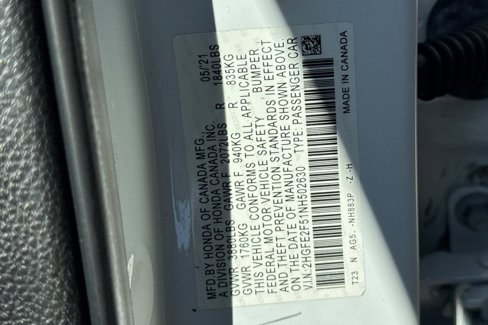 MFD BY HONDA OF CANADA MFG., 05/21
A DIVISION OF HONDA CANADA INC.
GVWR 3880LBS GAWR F 2072LBS R 1840LBS
GVWR 1760KG GAWR F 940KG R 835KG
THIS VEHICLE CONFORMS TO ALL APPLICABLE
FEDERAL MOTOR VEHICLE SAFETY BUMPER,
AND THEFT PREVENTION STANDARDS IN EFFECT
ON THE DATE OF MANUFACTURE SHOWN ABOVE
V.I.N.:2HGFE2F51NH502630 TYPE:PASSENGER CAR
T23 N AG5. -NH883P -Z -H MADE IN CANADA